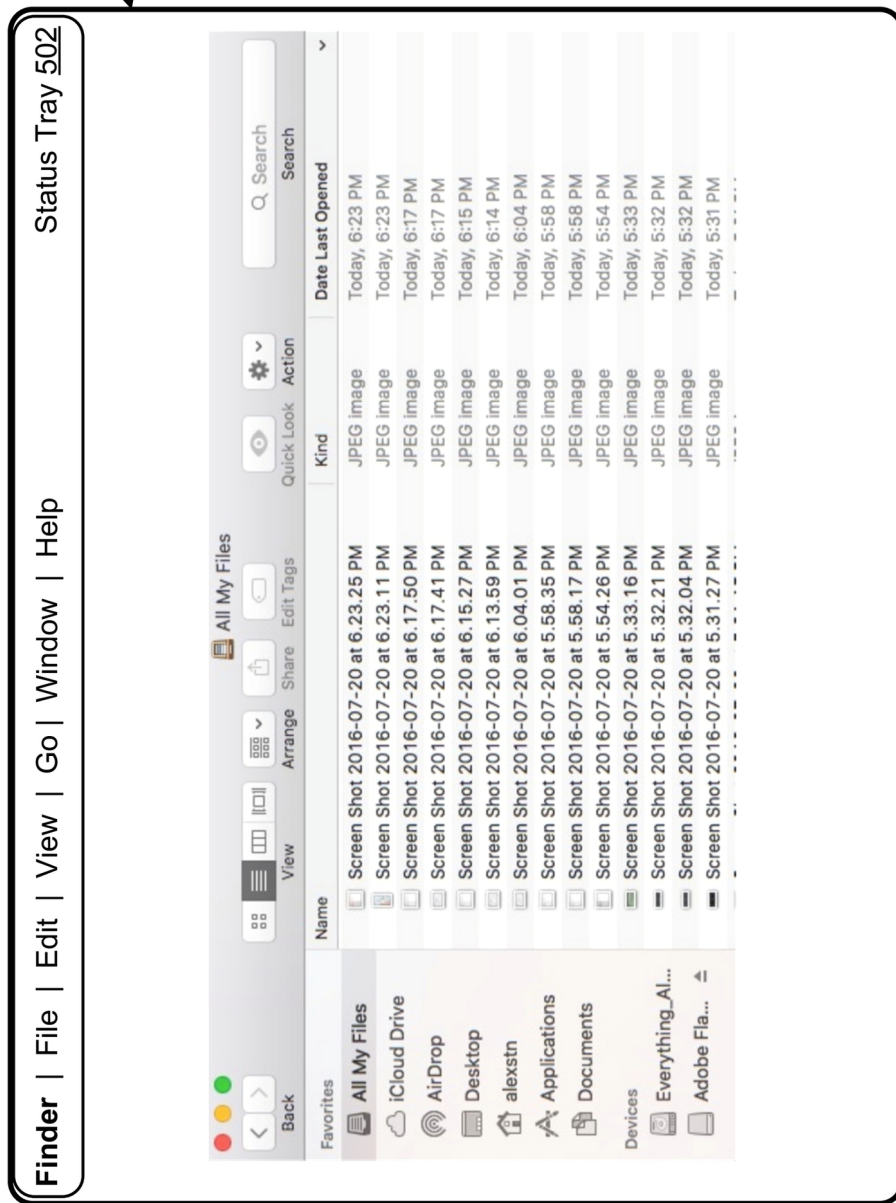 Finder | File | Edit | View | Go | Window | Help Status Tray 502
All My Files
Back View Arrange Share Edit Tags Quick Look Action Search
Search
Favorites
All My Files
iCloud Drive
AirDrop
Desktop
alexstn
Applications
Documents
Devices
Everything_Al...
Adobe Fla...
Name Kind Date Last Opened
Screen Shot 2016-07-20 at 6.23.25 PM JPEG image Today, 6:23 PM
Screen Shot 2016-07-20 at 6.23.11 PM JPEG image Today, 6:23 PM
Screen Shot 2016-07-20 at 6.17.50 PM JPEG image Today, 6:17 PM
Screen Shot 2016-07-20 at 6.17.41 PM JPEG image Today, 6:17 PM
Screen Shot 2016-07-20 at 6.15.27 PM JPEG image Today, 6:15 PM
Screen Shot 2016-07-20 at 6.13.59 PM JPEG image Today, 6:14 PM
Screen Shot 2016-07-20 at 6.04.01 PM JPEG image Today, 6:04 PM
Screen Shot 2016-07-20 at 5.58.35 PM JPEG image Today, 5:58 PM
Screen Shot 2016-07-20 at 5.58.17 PM JPEG image Today, 5:58 PM
Screen Shot 2016-07-20 at 5.54.26 PM JPEG image Today, 5:54 PM
Screen Shot 2016-07-20 at 5.33.16 PM JPEG image Today, 5:33 PM
Screen Shot 2016-07-20 at 5.32.21 PM JPEG image Today, 5:32 PM
Screen Shot 2016-07-20 at 5.32.04 PM JPEG image Today, 5:32 PM
Screen Shot 2016-07-20 at 5.31.27 PM JPEG image Today, 5:31 PM